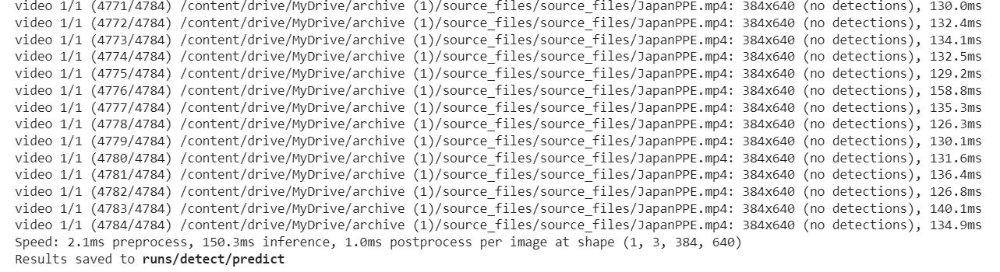 video 1/1 (4771/4784) /content/drive/MyDrive/archive (1)/source_files/source_files/JapanPPE.mp4: 384x640 (no detections), 130.0ms
video 1/1 (4772/4784) /content/drive/MyDrive/archive (1)/source_files/source_files/JapanPPE.mp4: 384x640 (no detections), 132.4ms
video 1/1 (4773/4784) /content/drive/MyDrive/archive (1)/source_files/source_files/JapanPPE.mp4: 384x640 (no detections), 134.1ms
video 1/1 (4774/4784) /content/drive/MyDrive/archive (1)/source_files/source_files/JapanPPE.mp4: 384x640 (no detections), 132.5ms
video 1/1 (4775/4784) /content/drive/MyDrive/archive (1)/source_files/source_files/JapanPPE.mp4: 384x640 (no detections), 129.2ms
video 1/1 (4776/4784) /content/drive/MyDrive/archive (1)/source_files/source_files/JapanPPE.mp4: 384x640 (no detections), 158.8ms
video 1/1 (4777/4784) /content/drive/MyDrive/archive (1)/source_files/source_files/JapanPPE.mp4: 384x640 (no detections), 135.3ms
video 1/1 (4778/4784) /content/drive/MyDrive/archive (1)/source_files/source_files/JapanPPE.mp4: 384x640 (no detections), 126.3ms
video 1/1 (4779/4784) /content/drive/MyDrive/archive (1)/source_files/source_files/JapanPPE.mp4: 384x640 (no detections), 130.1ms
video 1/1 (4780/4784) /content/drive/MyDrive/archive (1)/source_files/source_files/JapanPPE.mp4: 384x640 (no detections), 131.6ms
video 1/1 (4781/4784) /content/drive/MyDrive/archive (1)/source_files/source_files/JapanPPE.mp4: 384x640 (no detections), 136.4ms
video 1/1 (4782/4784) /content/drive/MyDrive/archive (1)/source_files/source_files/JapanPPE.mp4: 384x640 (no detections), 126.8ms
video 1/1 (4783/4784) /content/drive/MyDrive/archive (1)/source_files/source_files/JapanPPE.mp4: 384x640 (no detections), 140.1ms
video 1/1 (4784/4784) /content/drive/MyDrive/archive (1)/source_files/source_files/JapanPPE.mp4: 384x640 (no detections), 134.9ms
Speed: 2.1ms preprocess, 150.3ms inference, 1.0ms postprocess per image at shape (1, 3, 384, 640)
Results saved to runs/detect/predict